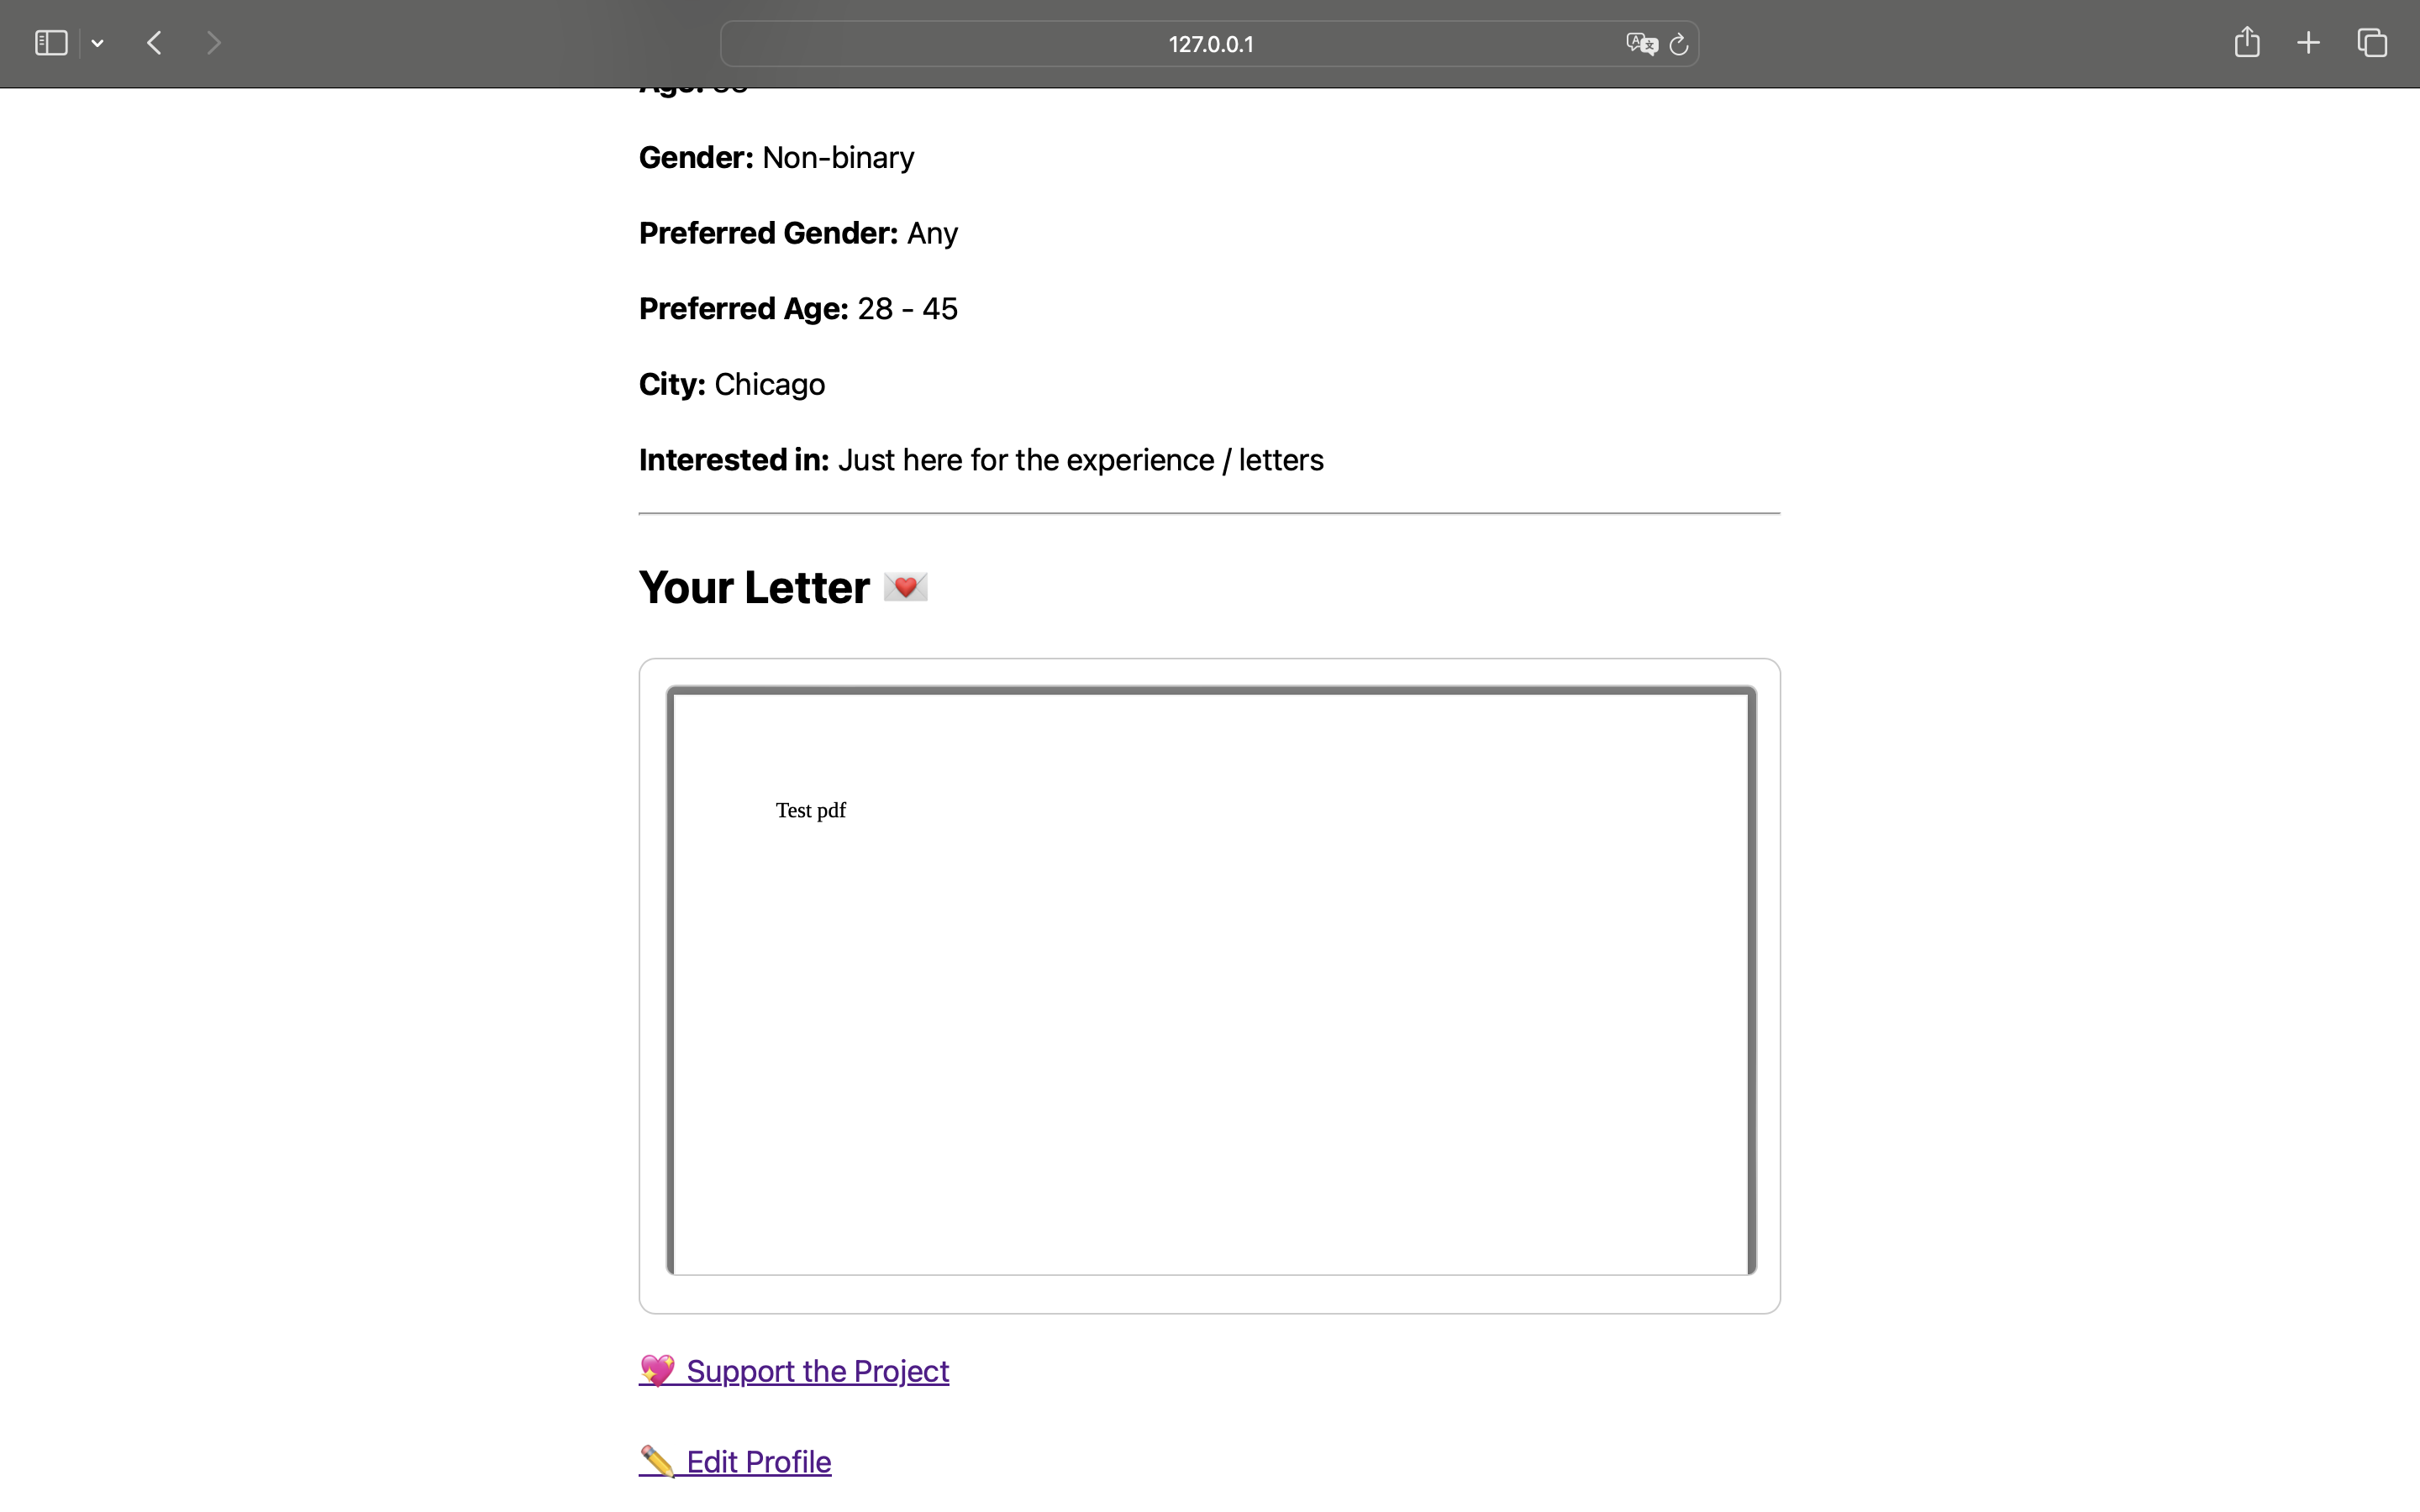 127.0.0.1
Age:
Gender: Non-binary
Preferred Gender: Any
Preferred Age: 28 - 45
City: Chicago
Interested in: Just here for the experience / letters
Your Letter 💌
Test pdf
💖 Support the Project
✏️ Edit Profile